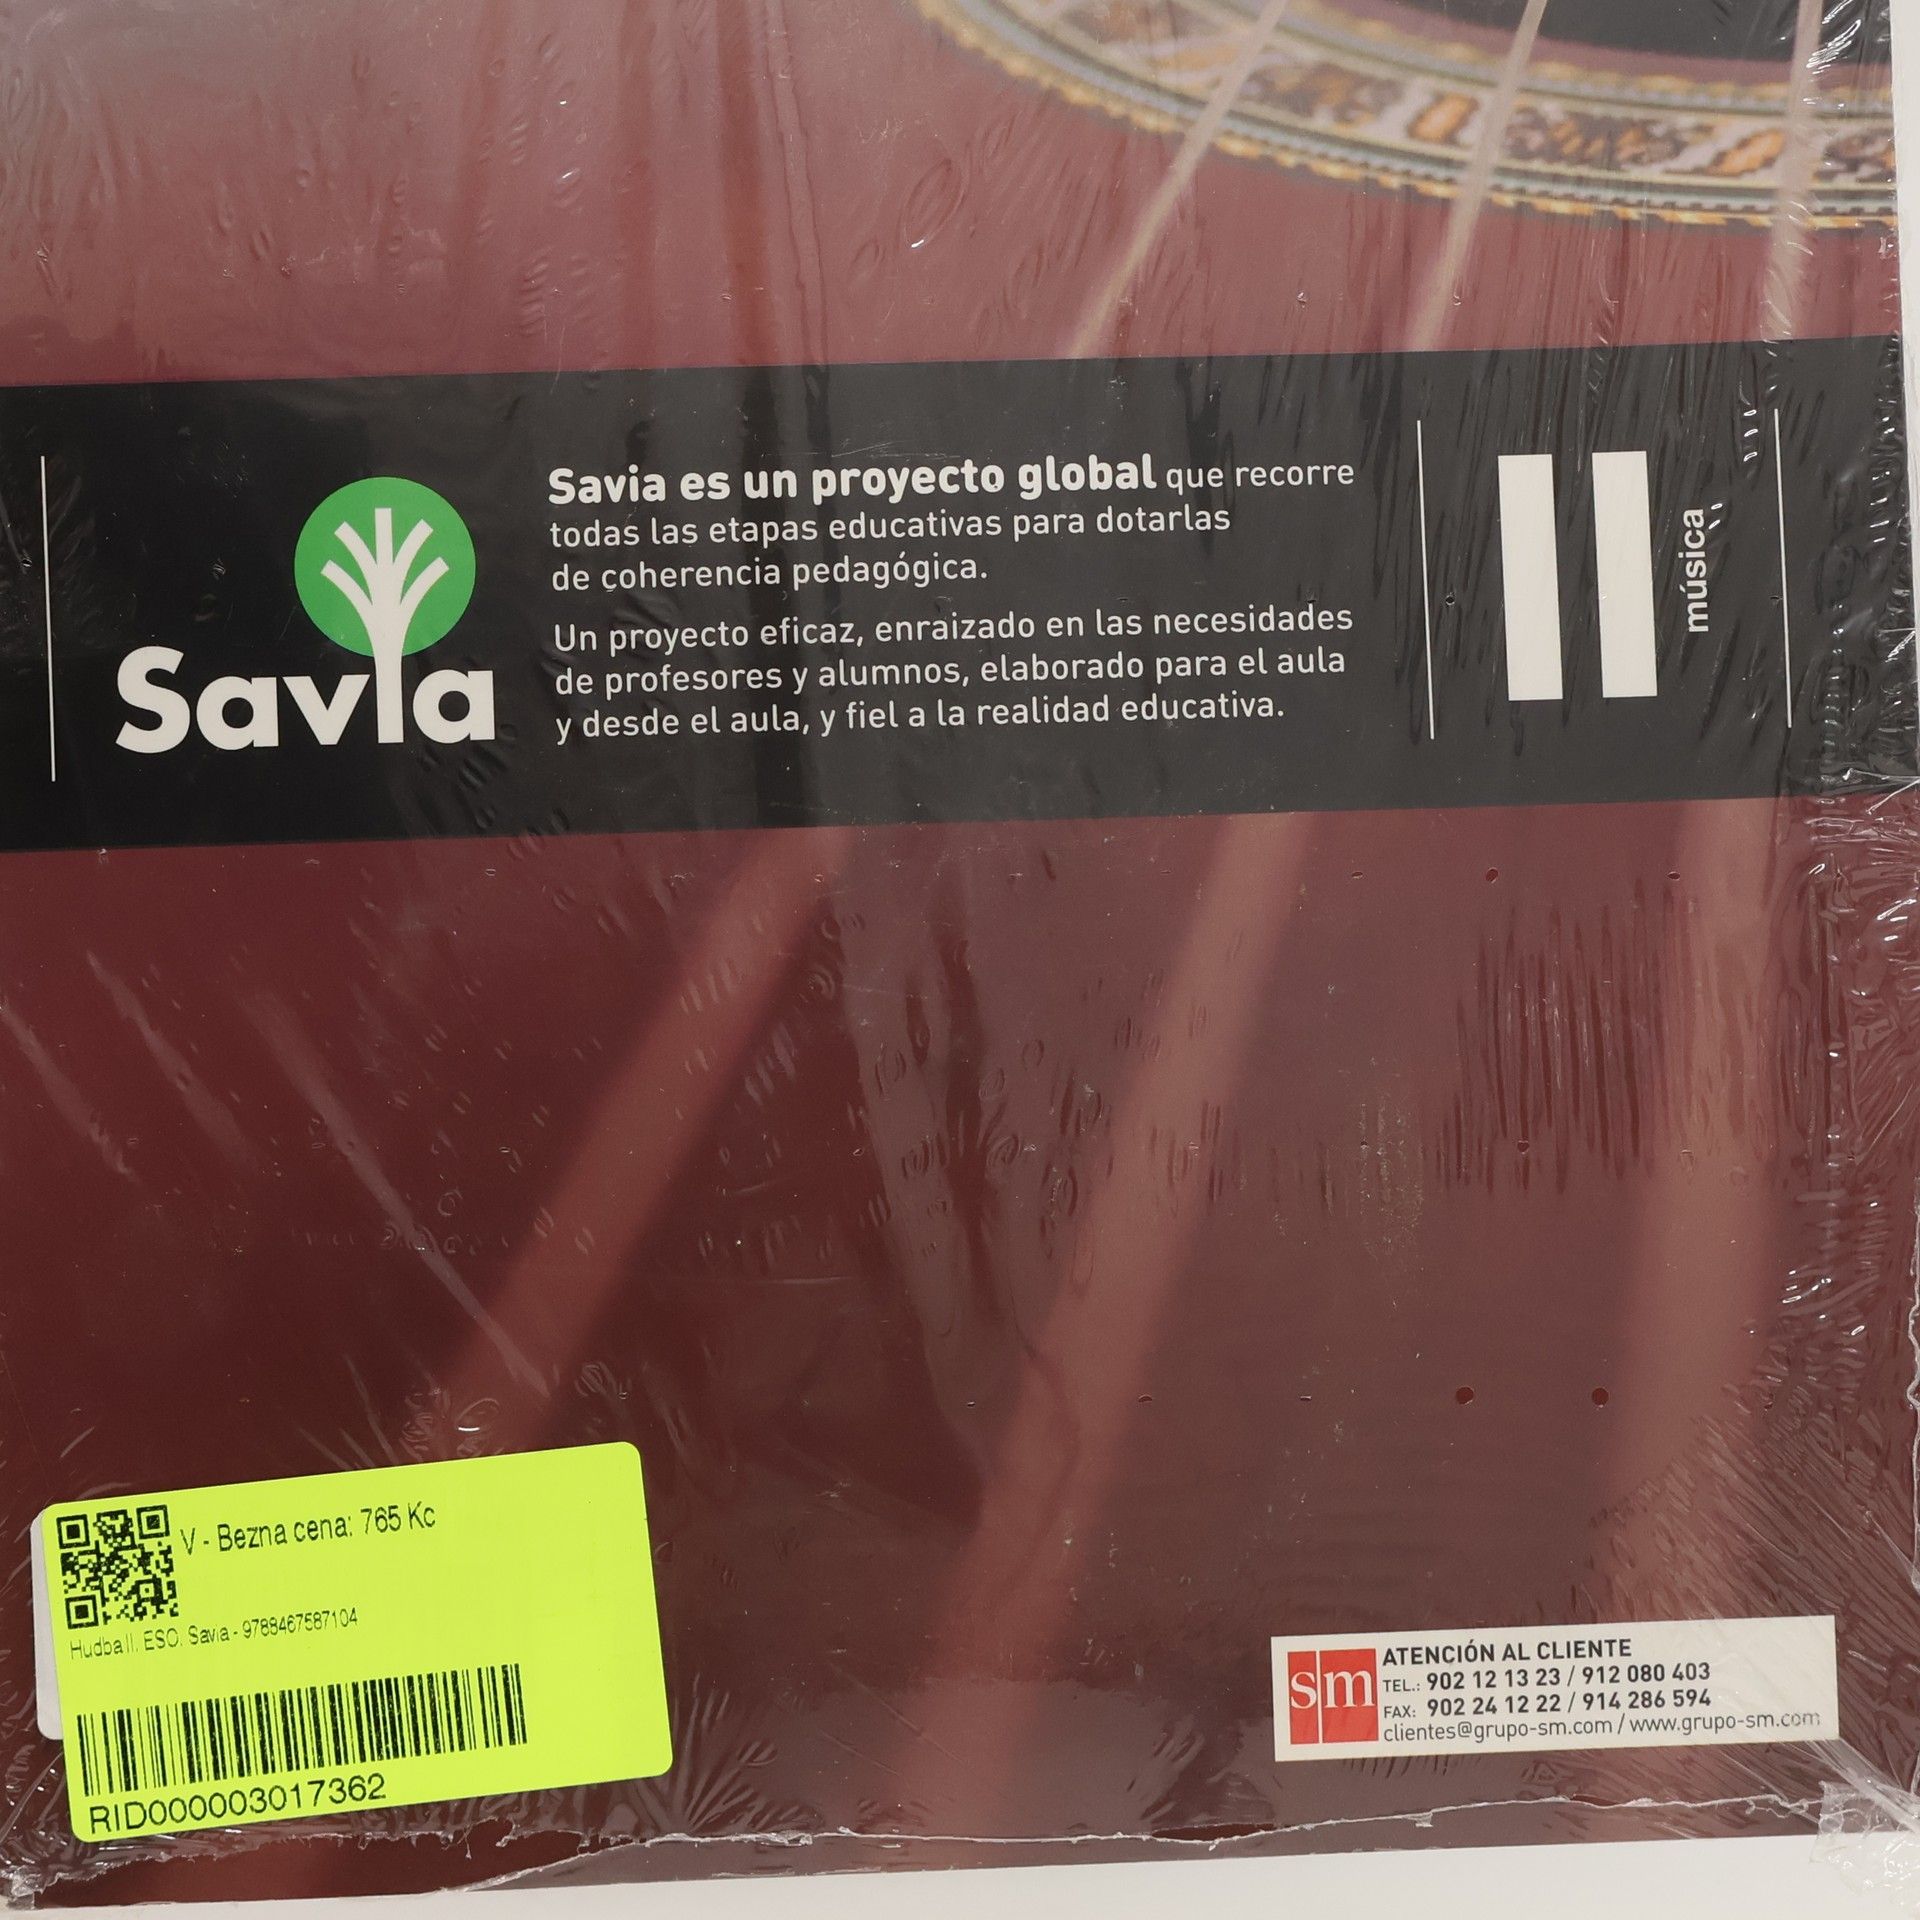 Savia
Savia es un proyecto global que recorre
todas las etapas educativas para dotarlas
de coherencia pedagógica.
Un proyecto eficaz, enraizado en las necesidades
de profesores y alumnos, elaborado para el aula
y desde el aula, y fiel a la realidad educativa.
II
música
V - Bezna cena: 765 Kc
Hudba II. ESO. Savia - 9788467587104
RID000003017362
sm
ATENCIÓN AL CLIENTE
TEL.: 902 12 13 23 / 912 080 403
FAX: 902 24 12 22 / 914 286 594
clientes@grupo-sm.com / www.grupo-sm.com